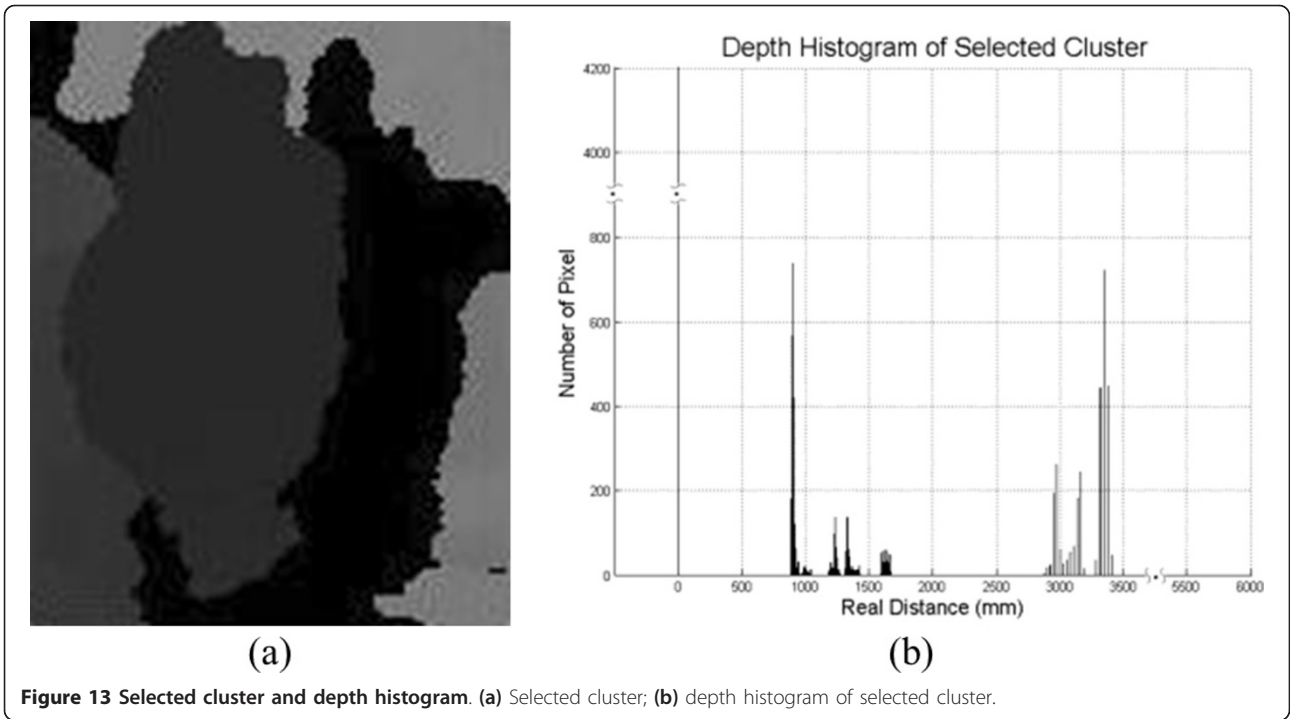 Depth Histogram of Selected Cluster
4200
4000
800
600
400
200
0
Number of Pixel
0 500 1000 1500 2000 2500 3000 3500 5500 6000
Real Distance (mm)
(a) (b)
Figure 13 Selected cluster and depth histogram. (a) Selected cluster; (b) depth histogram of selected cluster.